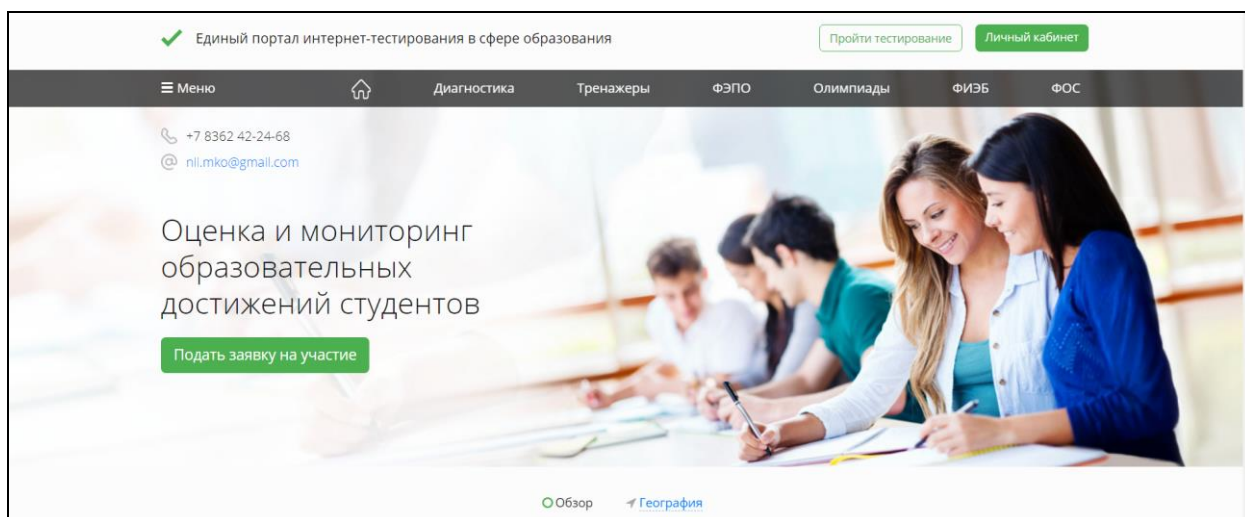 Единый портал интернет-тестирования в сфере образования
Пройти тестирование
Личный кабинет
Меню
Диагностика
Тренажеры
ФЭПО
Олимпиады
ФИЭБ
ФОС
+7 8362 42-24-68
nii.mko@gmail.com
Оценка и мониторинг
образовательных
достижений студентов
Подать заявку на участие
Обзор
География